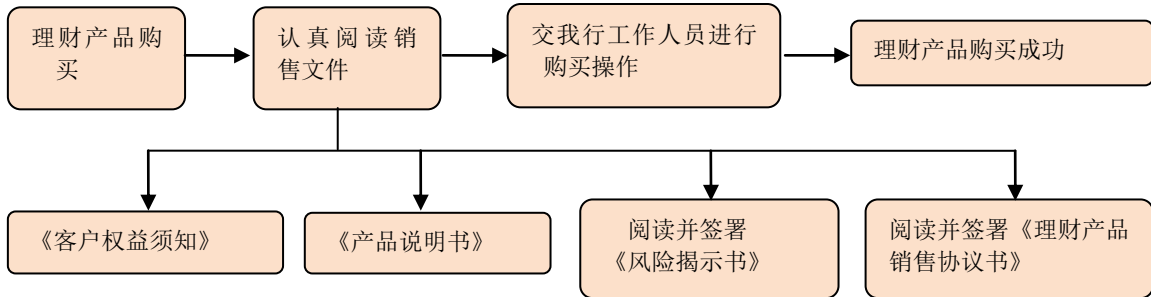 理财产品购
买
认真阅读销
售文件
交我行工作人员进行
购买操作
理财产品购买成功
《客户权益须知》
《产品说明书》
阅读并签署
《风险揭示书》
阅读并签署《理财产品
销售协议书》